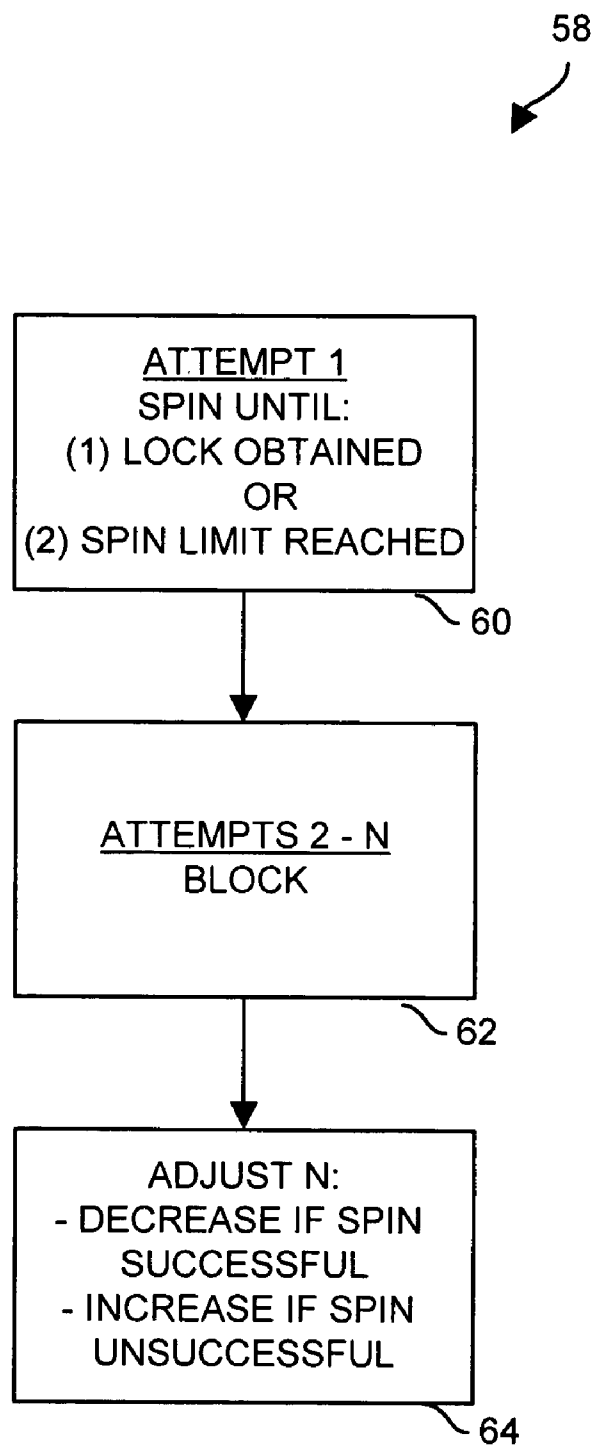 58
ATTEMPT 1
SPIN UNTIL:
(1) LOCK OBTAINED
OR
(2) SPIN LIMIT REACHED
60
ATTEMPTS 2 - N
BLOCK
62
ADJUST N:
- DECREASE IF SPIN
SUCCESSFUL
- INCREASE IF SPIN
UNSUCCESSFUL
64